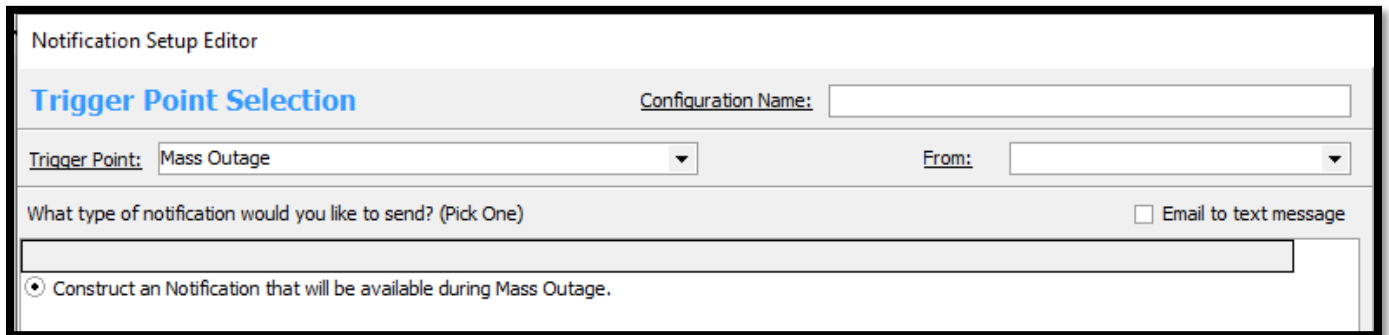 Notification Setup Editor
Trigger Point Selection
Configuration Name:
Trigger Point: Mass Outage
From:
What type of notification would you like to send? (Pick One)
Email to text message
Construct an Notification that will be available during Mass Outage.